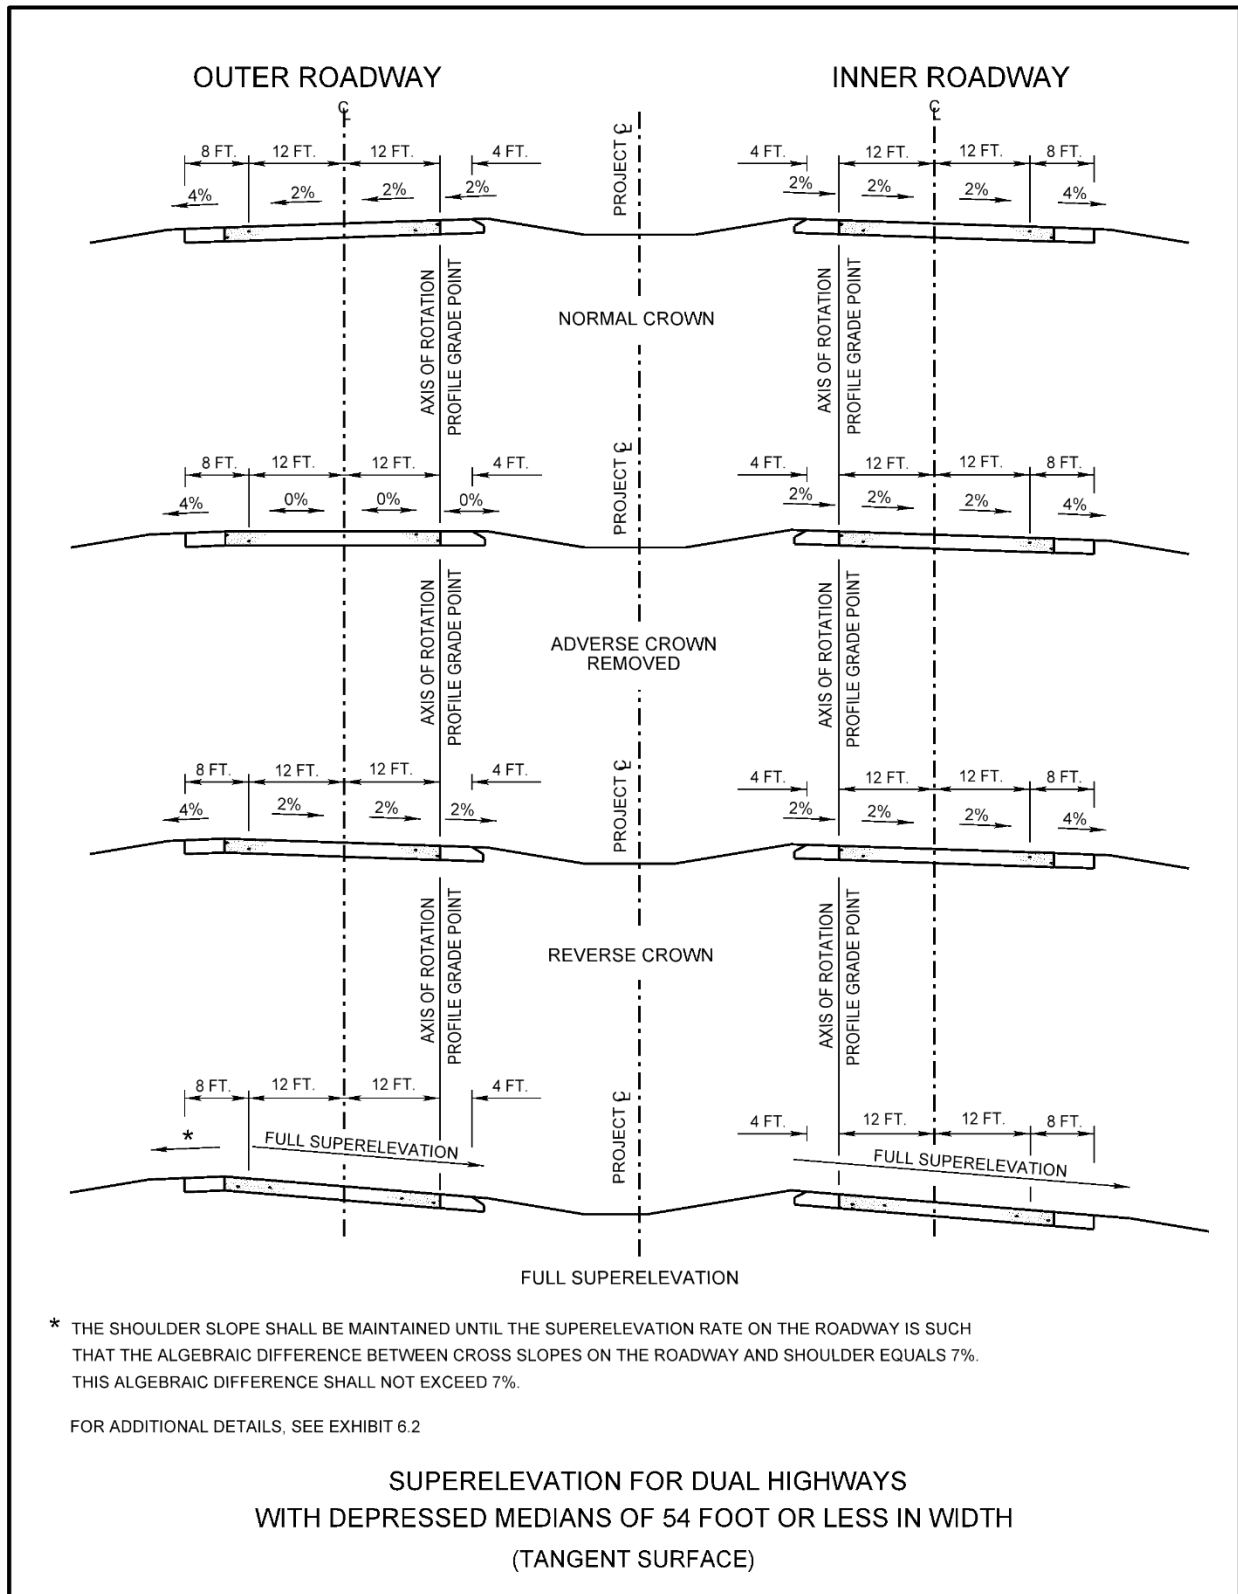 OUTER ROADWAY INNER ROADWAY
℄ PROJECT ℄ ℄
8 FT. 12 FT. 12 FT. 4 FT. 4 FT. 12 FT. 12 FT. 8 FT.
4% 2% 2% 2% 2% 2% 2% 4%
AXIS OF ROTATION
PROFILE GRADE POINT
NORMAL CROWN
AXIS OF ROTATION
PROFILE GRADE POINT
PROJECT ℄
8 FT. 12 FT. 12 FT. 4 FT. 4 FT. 12 FT. 12 FT. 8 FT.
4% 0% 0% 0% 2% 2% 2% 4%
AXIS OF ROTATION
PROFILE GRADE POINT
ADVERSE CROWN
REMOVED
AXIS OF ROTATION
PROFILE GRADE POINT
PROJECT ℄
8 FT. 12 FT. 12 FT. 4 FT. 4 FT. 12 FT. 12 FT. 8 FT.
4% 2% 2% 2% 2% 2% 2% 4%
AXIS OF ROTATION
PROFILE GRADE POINT
REVERSE CROWN
AXIS OF ROTATION
PROFILE GRADE POINT
PROJECT ℄
8 FT. 12 FT. 12 FT. 4 FT. 4 FT. 12 FT. 12 FT. 8 FT.
* FULL SUPERELEVATION FULL SUPERELEVATION
FULL SUPERELEVATION
* THE SHOULDER SLOPE SHALL BE MAINTAINED UNTIL THE SUPERELEVATION RATE ON THE ROADWAY IS SUCH
THAT THE ALGEBRAIC DIFFERENCE BETWEEN CROSS SLOPES ON THE ROADWAY AND SHOULDER EQUALS 7%.
THIS ALGEBRAIC DIFFERENCE SHALL NOT EXCEED 7%.
FOR ADDITIONAL DETAILS, SEE EXHIBIT 6.2
SUPERELEVATION FOR DUAL HIGHWAYS
WITH DEPRESSED MEDIANS OF 54 FOOT OR LESS IN WIDTH
(TANGENT SURFACE)